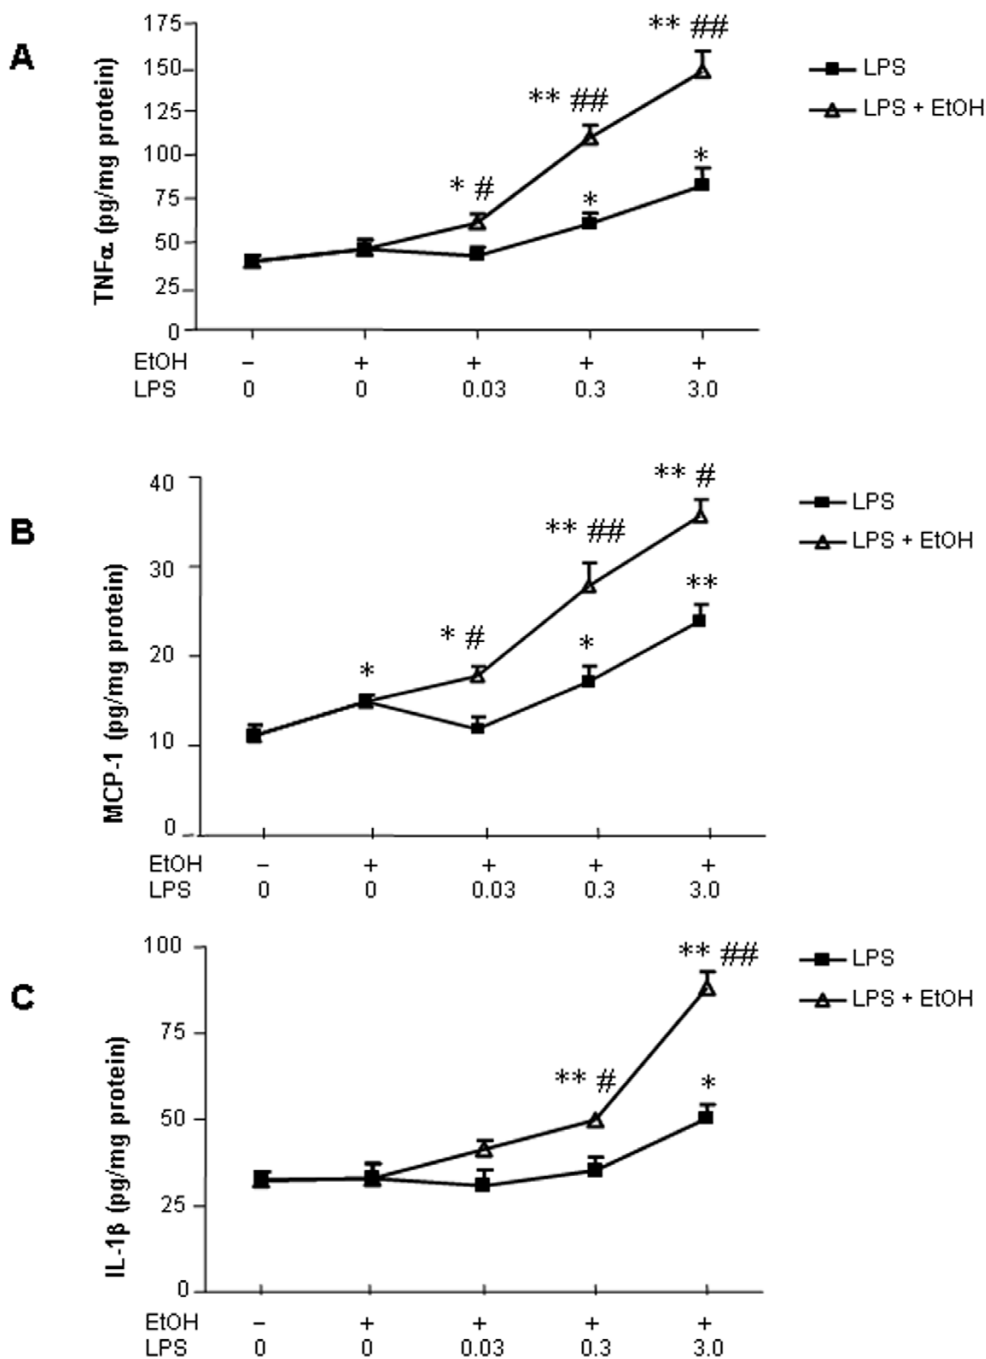 A
TNFα (pg/mg protein)
175
150
125
100
75
50
25
0
* #
** ##
** ##
*
*
LPS
LPS + EtOH
EtOH − + + + +
LPS 0 0 0.03 0.3 3.0
B
MCP-1 (pg/mg protein)
40
30
20
10
0
*
* #
** ##
** #
*
**
LPS
LPS + EtOH
EtOH − + + + +
LPS 0 0 0.03 0.3 3.0
C
IL-1β (pg/mg protein)
100
75
50
25
0
** #
** ##
*
LPS
LPS + EtOH
EtOH − + + + +
LPS 0 0 0.03 0.3 3.0